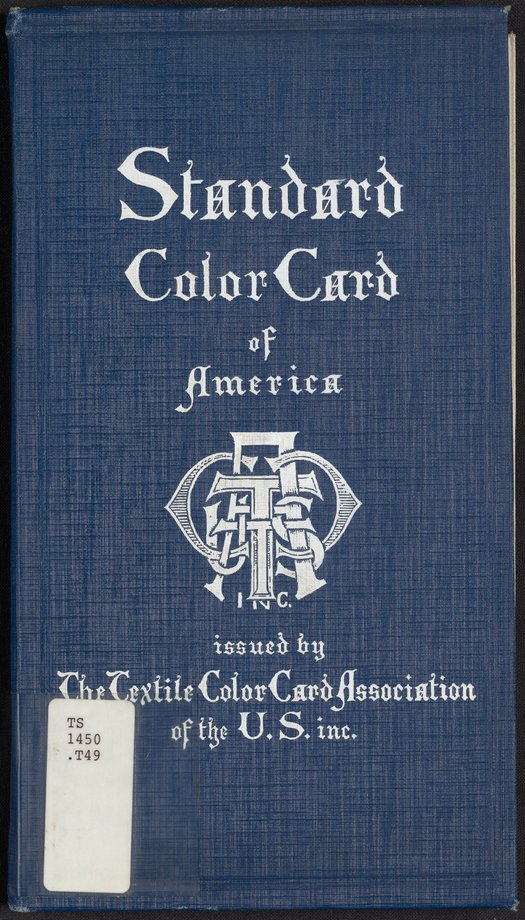 Standard
Color Card
of
America
INC.
issued by
The Textile Color Card Association
of the U.S. inc.
TS
1450
.T49